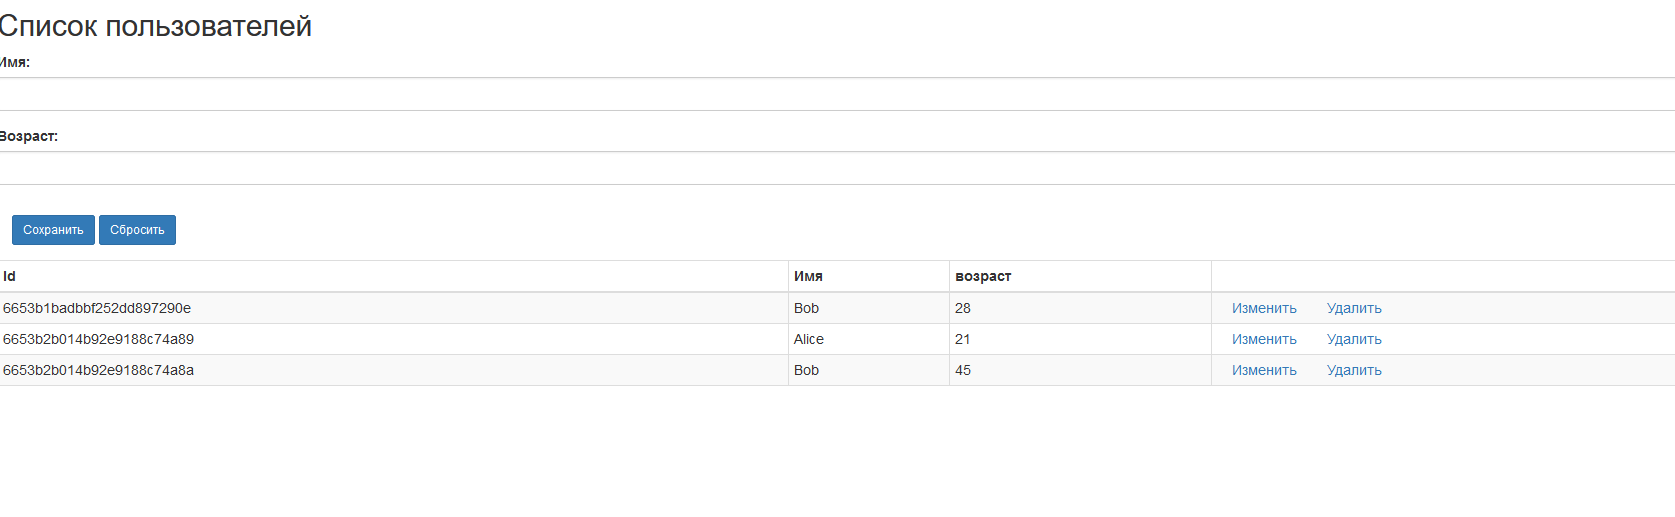 Список пользователей
Имя:
Возраст:
Сохранить Сбросить
Id Имя возраст
6653b1badbbf252dd897290e Bob 28 Изменить Удалить
6653b2b014b92e9188c74a89 Alice 21 Изменить Удалить
6653b2b014b92e9188c74a8a Bob 45 Изменить Удалить